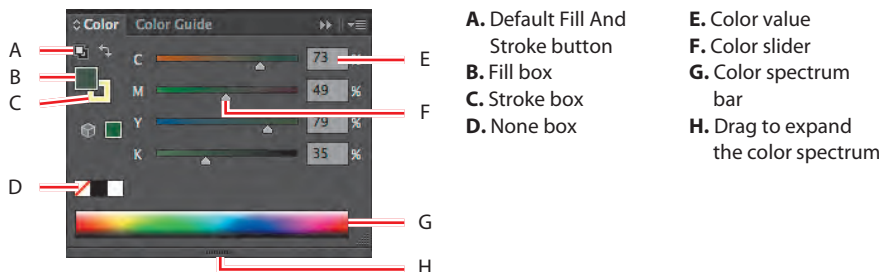 Color Color Guide
A
B
C
D
C 73 %
M 49 %
Y 79 %
K 35 %
E
F
G
H
A. Default Fill And
Stroke button
B. Fill box
C. Stroke box
D. None box
E. Color value
F. Color slider
G. Color spectrum
bar
H. Drag to expand
the color spectrum